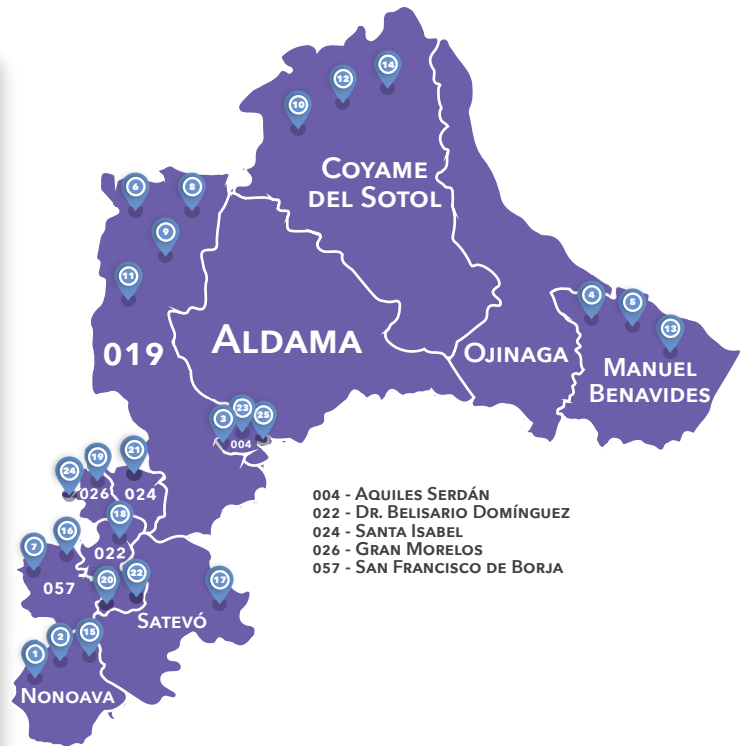 14
12
10
COYAME
DEL SOTOL
6
8
9
11
4
5
13
019
ALDAMA
OJINAGA
MANUEL
BENAVIDES
3
23
25
004
24
19
21
026
024
18
7
16
022
057
20
22
17
SATEVÓ
1
2
15
NONOAVA
004 - AQUILES SERDÁN
022 - DR. BELISARIO DOMÍNGUEZ
024 - SANTA ISABEL
026 - GRAN MORELOS
057 - SAN FRANCISCO DE BORJA